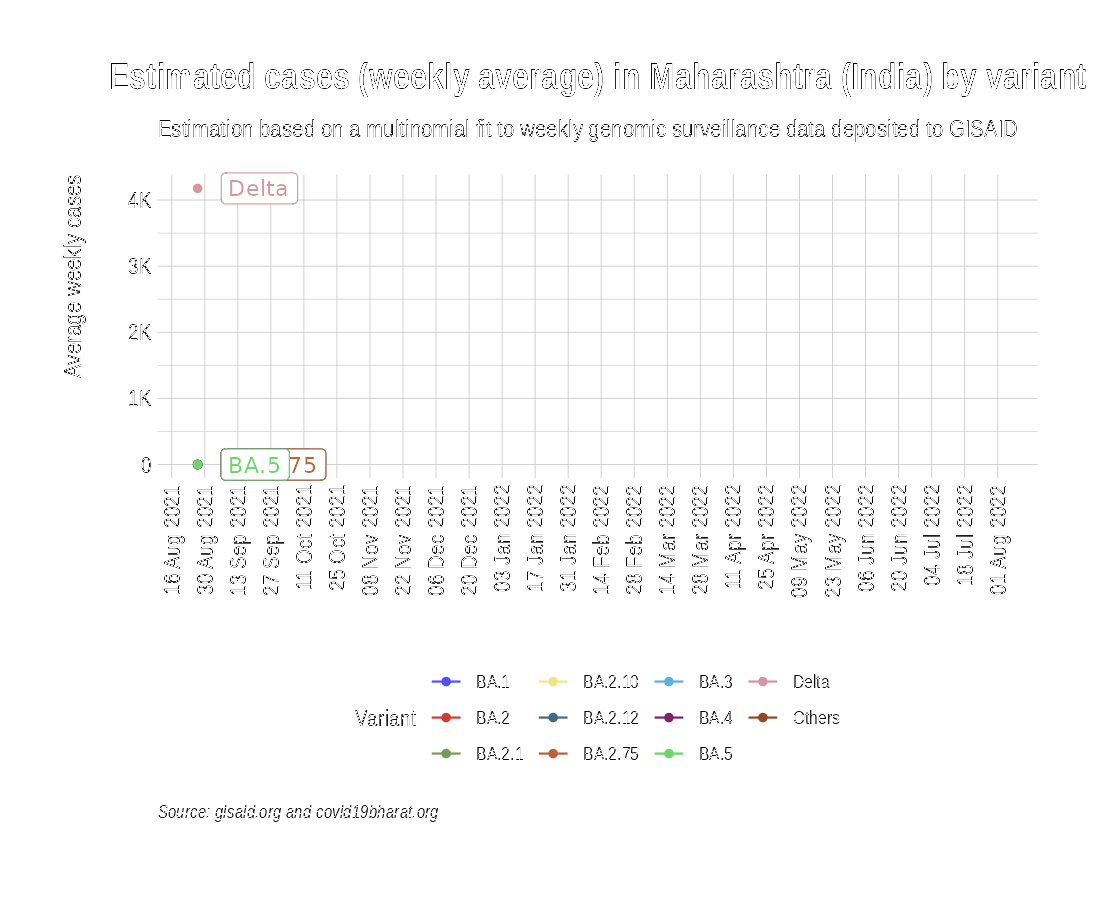 Estimated cases (weekly average) in Maharashtra (India) by variant
Estimation based on a multinomial fit to weekly genomic surveillance data deposited to GISAID
Average weekly cases
4K
3K
2K
1K
0
Delta
BA.5
75
16 Aug 2021
30 Aug 2021
13 Sep 2021
27 Sep 2021
11 Oct 2021
25 Oct 2021
08 Nov 2021
22 Nov 2021
06 Dec 2021
20 Dec 2021
03 Jan 2022
17 Jan 2022
31 Jan 2022
14 Feb 2022
28 Feb 2022
14 Mar 2022
28 Mar 2022
11 Apr 2022
25 Apr 2022
09 May 2022
23 May 2022
06 Jun 2022
20 Jun 2022
04 Jul 2022
18 Jul 2022
01 Aug 2022
Variant
BA.1
BA.2
BA.2.1
BA.2.10
BA.2.12
BA.2.75
BA.3
BA.4
BA.5
Delta
Others
Source: gisaid.org and covid19bharat.org